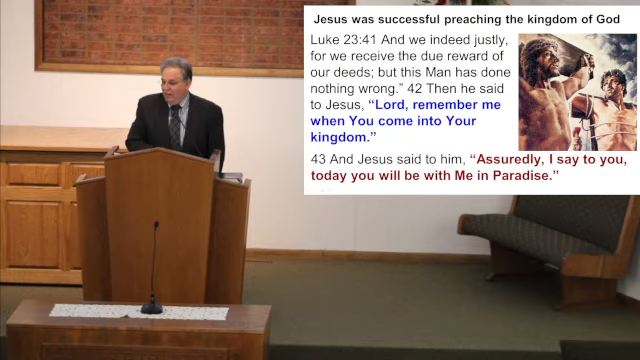 Jesus was successful preaching the kingdom of God
Luke 23:41 And we indeed justly,
for we receive the due reward of
our deeds; but this Man has done
nothing wrong.” 42 Then he said
to Jesus, “Lord, remember me
when You come into Your
kingdom.”
43 And Jesus said to him, “Assuredly, I say to you,
today you will be with Me in Paradise.”